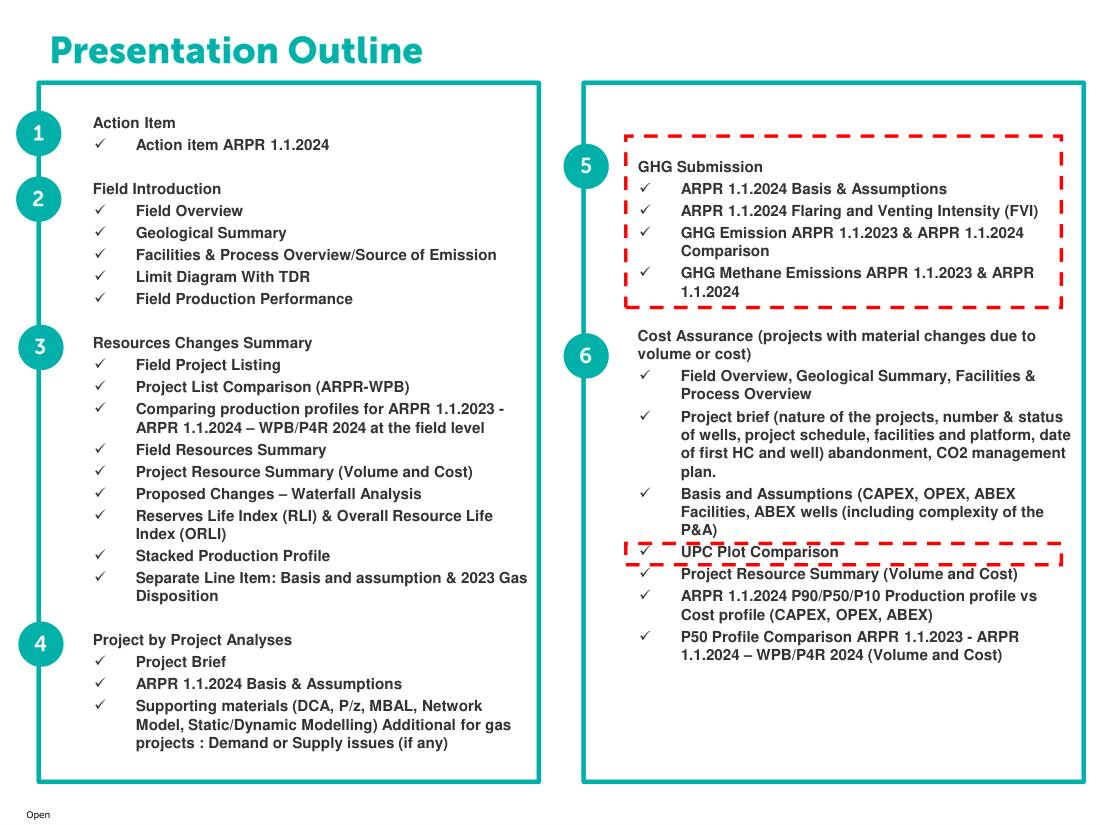 Presentation Outline
1
Action Item
✓ Action item ARPR 1.1.2024
2
Field Introduction
✓ Field Overview
✓ Geological Summary
✓ Facilities & Process Overview/Source of Emission
✓ Limit Diagram With TDR
✓ Field Production Performance
3
Resources Changes Summary
✓ Field Project Listing
✓ Project List Comparison (ARPR-WPB)
✓ Comparing production profiles for ARPR 1.1.2023 -
ARPR 1.1.2024 – WPB/P4R 2024 at the field level
✓ Field Resources Summary
✓ Project Resource Summary (Volume and Cost)
✓ Proposed Changes – Waterfall Analysis
✓ Reserves Life Index (RLI) & Overall Resource Life
Index (ORLI)
✓ Stacked Production Profile
✓ Separate Line Item: Basis and assumption & 2023 Gas
Disposition
4
Project by Project Analyses
✓ Project Brief
✓ ARPR 1.1.2024 Basis & Assumptions
✓ Supporting materials (DCA, P/z, MBAL, Network
Model, Static/Dynamic Modelling) Additional for gas
projects : Demand or Supply issues (if any)
5
GHG Submission
✓ ARPR 1.1.2024 Basis & Assumptions
✓ ARPR 1.1.2024 Flaring and Venting Intensity (FVI)
✓ GHG Emission ARPR 1.1.2023 & ARPR 1.1.2024
Comparison
✓ GHG Methane Emissions ARPR 1.1.2023 & ARPR
1.1.2024
6
Cost Assurance (projects with material changes due to
volume or cost)
✓ Field Overview, Geological Summary, Facilities &
Process Overview
✓ Project brief (nature of the projects, number & status
of wells, project schedule, facilities and platform, date
of first HC and well) abandonment, CO2 management
plan.
✓ Basis and Assumptions (CAPEX, OPEX, ABEX
Facilities, ABEX wells (including complexity of the
P&A)
✓ UPC Plot Comparison
✓ Project Resource Summary (Volume and Cost)
✓ ARPR 1.1.2024 P90/P50/P10 Production profile vs
Cost profile (CAPEX, OPEX, ABEX)
✓ P50 Profile Comparison ARPR 1.1.2023 - ARPR
1.1.2024 – WPB/P4R 2024 (Volume and Cost)
Open